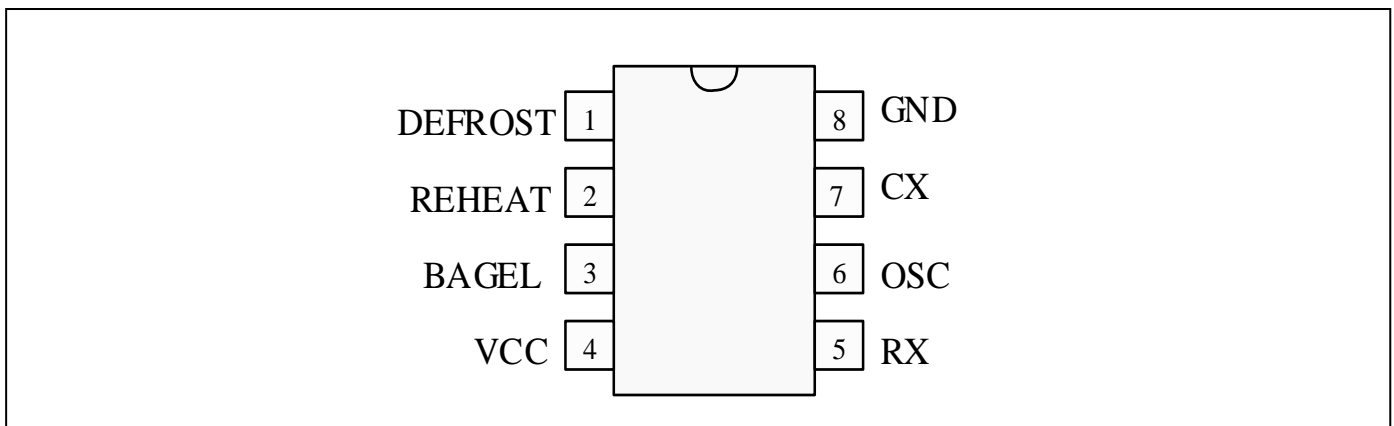 DEFROST 1 8 GND
REHEAT 2 7 CX
BAGEL 3 6 OSC
VCC 4 5 RX